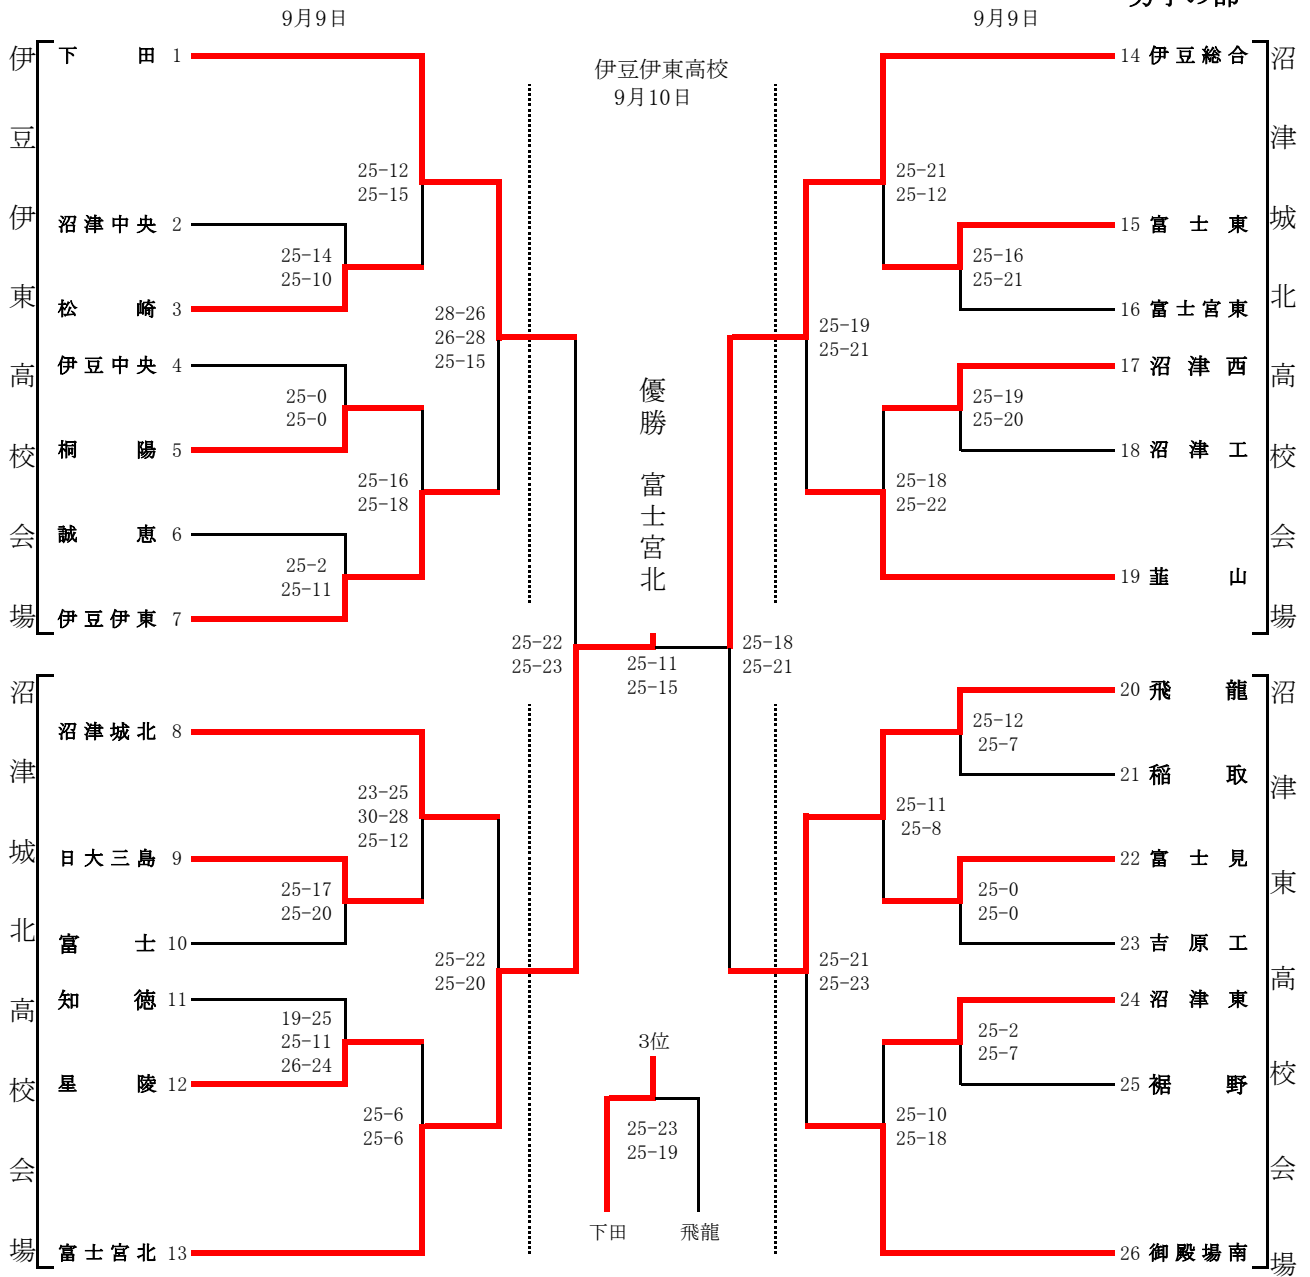 9月9日
9月9日
伊豆伊東高校
9月10日
伊豆伊東高校会場
下田 1
沼津中央 2
松崎 3
伊豆中央 4
桐陽 5
誠恵 6
伊豆伊東 7
25-12
25-15
25-14
25-10
28-26
26-28
25-15
25-0
25-0
25-16
25-18
25-2
25-11
沼津城北高校会場
沼津城北 8
日大三島 9
富士 10
知徳 11
星陵 12
富士宮北 13
23-25
30-28
25-12
25-17
25-20
25-22
25-20
19-25
25-11
26-24
25-6
25-6
優勝 富士宮北
25-22
25-23
25-11
25-15
25-18
25-21
3位
25-23
25-19
下田
飛龍
沼津城北高校会場
14 伊豆総合
15 富士東
16 富士宮東
17 沼津西
18 沼津工
19 韮山
25-21
25-12
25-16
25-21
25-19
25-21
25-19
25-20
25-18
25-22
沼津東高校会場
20 飛龍
21 稲取
22 富士見
23 吉原工
24 沼津東
25 裾野
26 御殿場南
25-12
25-7
25-11
25-8
25-0
25-0
25-21
25-23
25-2
25-7
25-10
25-18